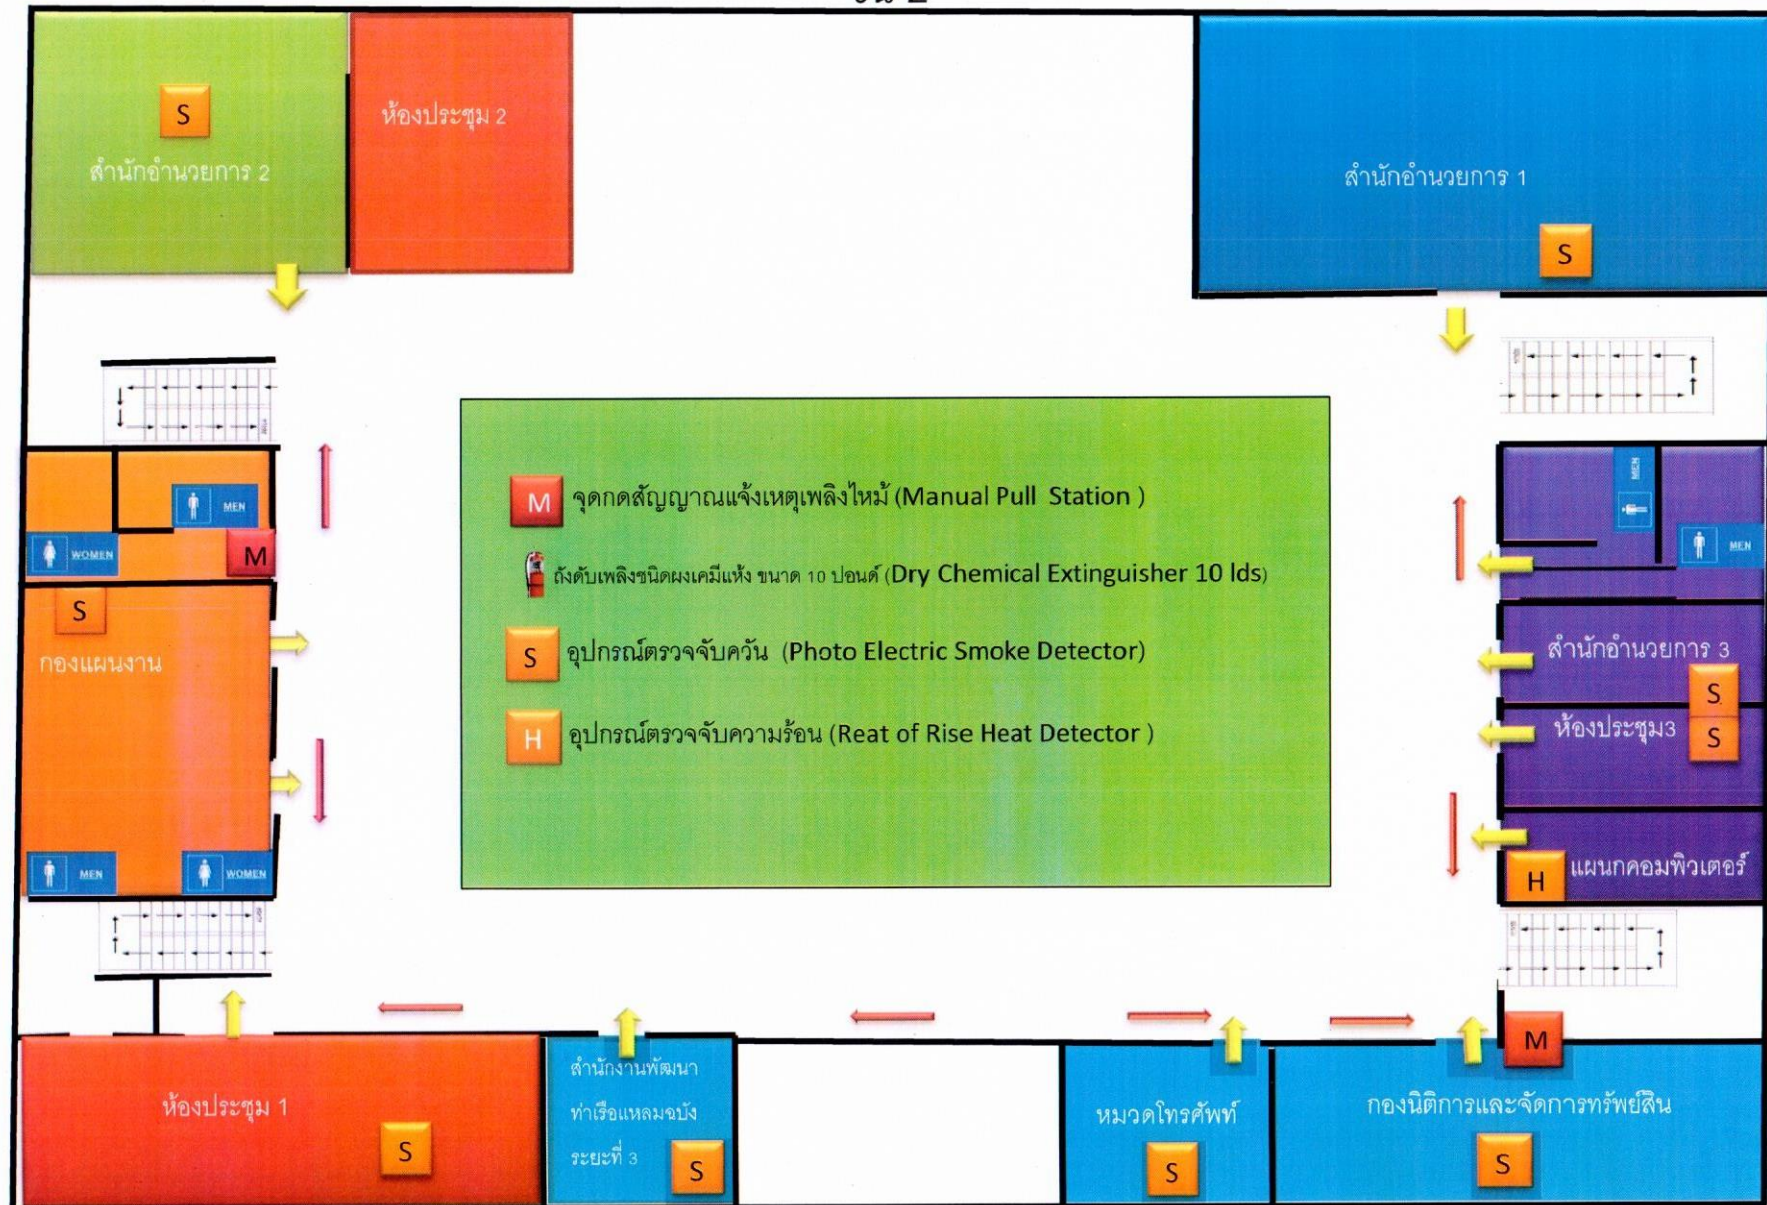 ชั้น 2
S
ห้องประชุม 2
สำนักอำนวยการ 2
สำนักอำนวยการ 1
S
M จุดกดสัญญาณแจ้งเหตุเพลิงไหม้ (Manual Pull Station )
ถังดับเพลิงชนิดผงเคมีแห้ง ขนาด 10 ปอนด์ (Dry Chemical Extinguisher 10 lds)
S อุปกรณ์ตรวจจับควัน (Photo Electric Smoke Detector)
H อุปกรณ์ตรวจจับความร้อน (Reat of Rise Heat Detector )
MEN
WOMEN
M
S
กองแผนงาน
MEN
WOMEN
MEN
MEN
สำนักอำนวยการ 3
S
ห้องประชุม3
S
H
แผนกคอมพิวเตอร์
ห้องประชุม 1
S
สำนักงานพัฒนา
ท่าเรือแหลมฉบัง
ระยะที่ 3
S
หมวดโทรศัพท์
S
M
กองนิติการและจัดการทรัพย์สิน
S